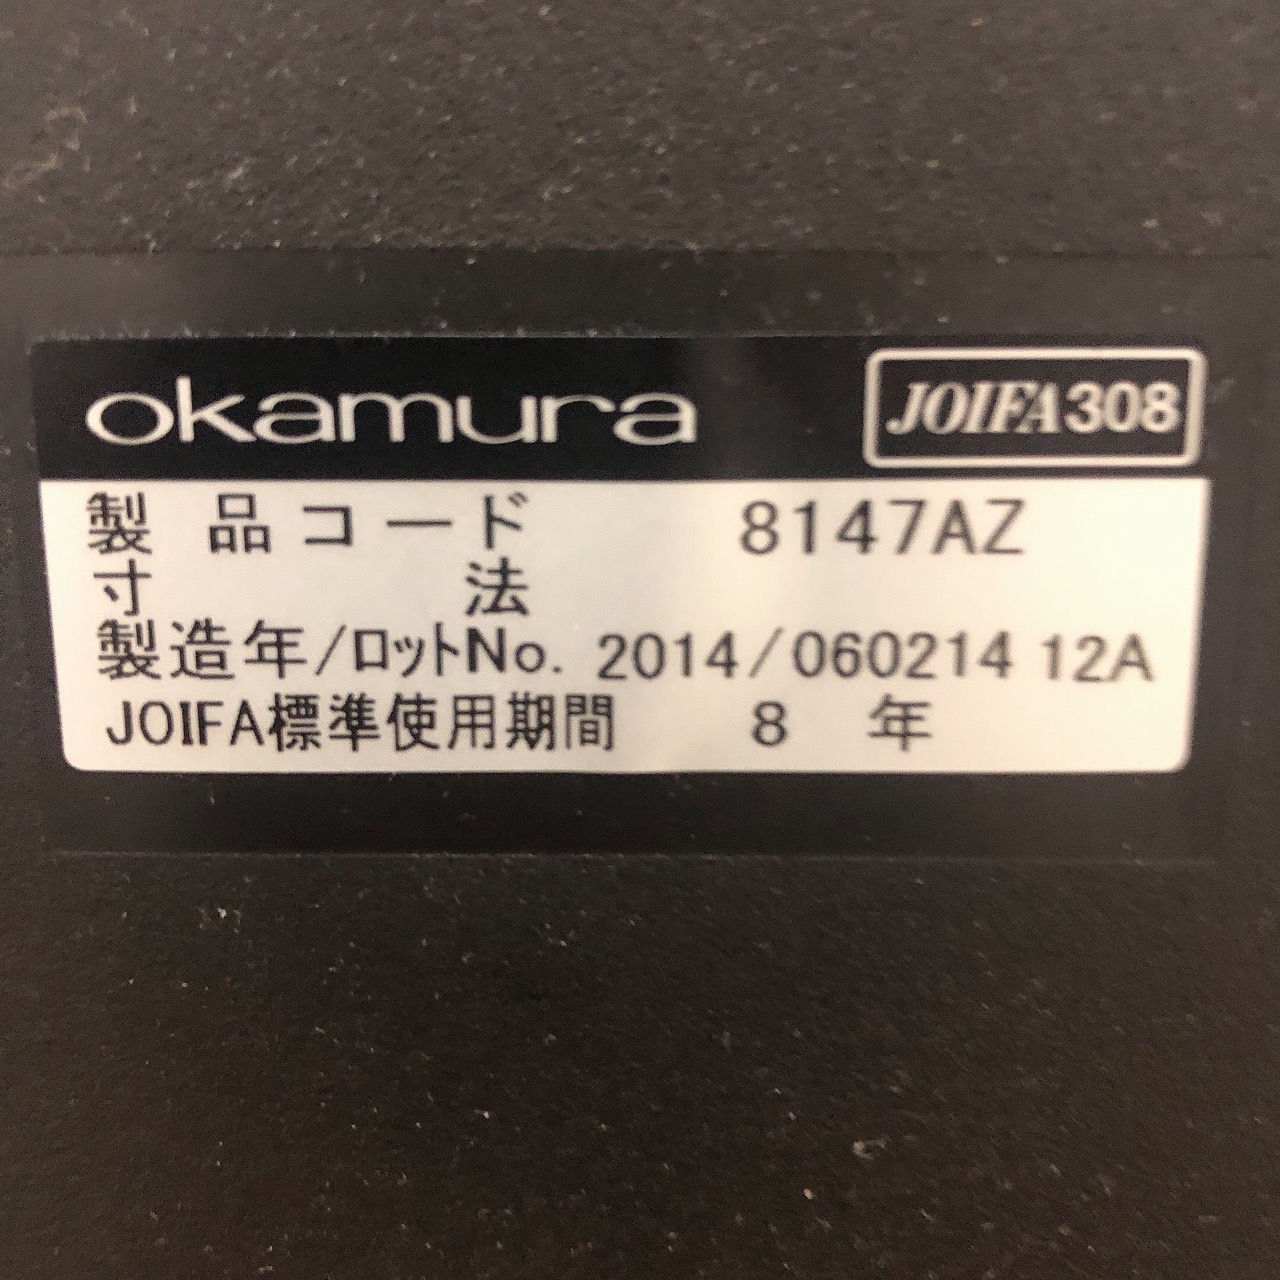 okamura
JOIFA308
製品コード 8147AZ
寸法
製造年/ロットNo. 2014/060214 12A
JOIFA標準使用期間 8 年